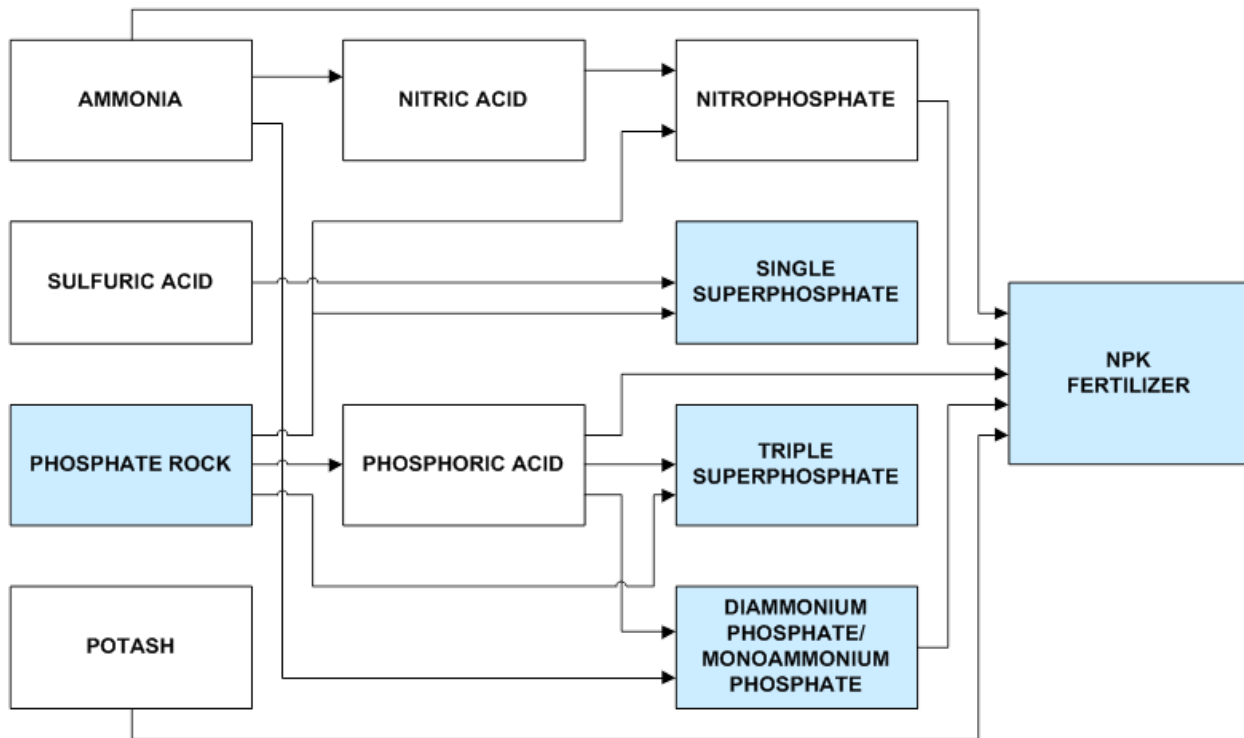 AMMONIA
NITRIC ACID
NITROPHOSPHATE
SULFURIC ACID
SINGLE
SUPERPHOSPHATE
NPK
FERTILIZER
PHOSPHATE ROCK
PHOSPHORIC ACID
TRIPLE
SUPERPHOSPHATE
POTASH
DIAMMONIUM
PHOSPHATE/
MONOAMMONIUM
PHOSPHATE